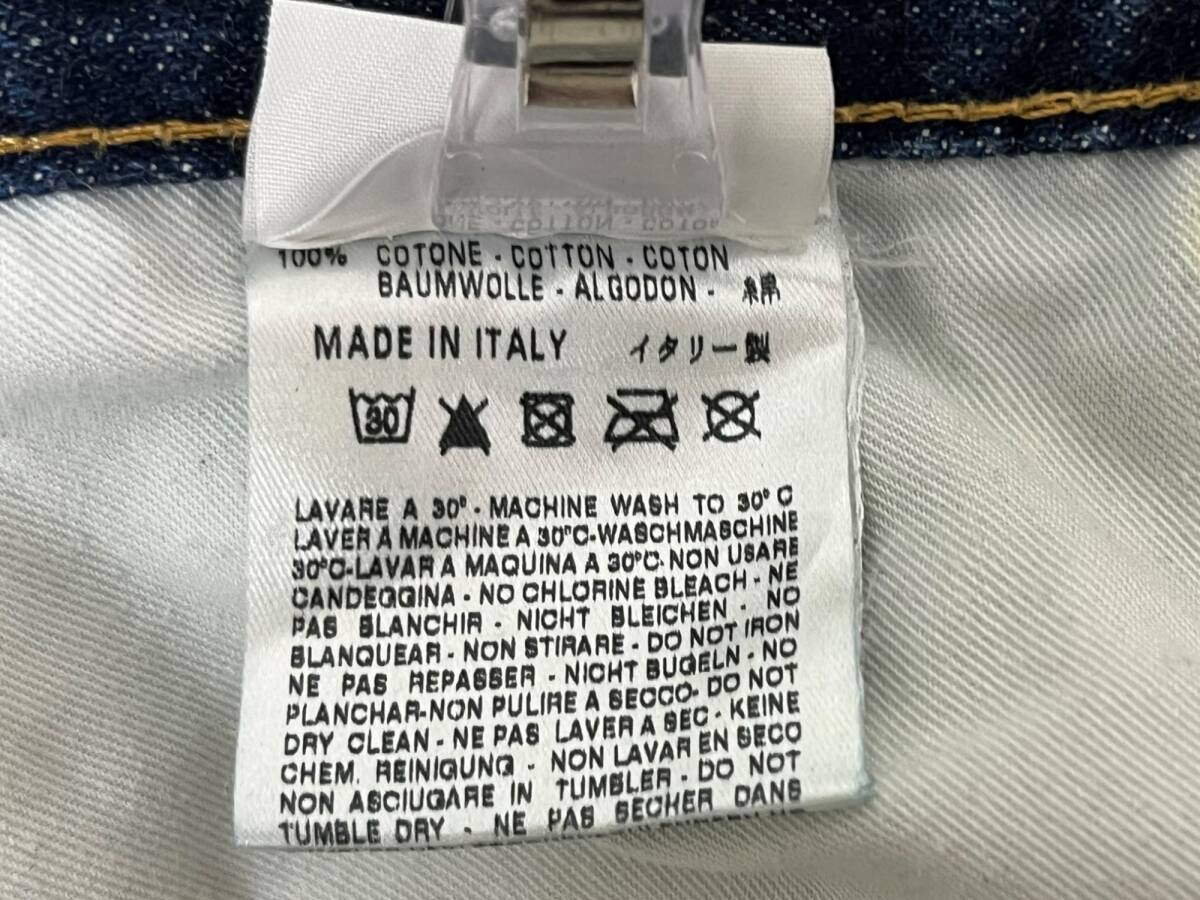 100% COTONE - COTTON - COTON
BAUMWOLLE - ALGODON - 綿
MADE IN ITALY イタリー製
30
LAVARE A 30° - MACHINE WASH TO 30° C
LAVER A MACHINE A 30°C-WASCHMASCHINE
30°C-LAVAR A MAQUINA A 30°C- NON USARE
CANDEGGINA - NO CHLORINE BLEACH - NE
PAS BLANCHIR - NICHT BLEICHEN - NO
BLANQUEAR - NON STIRARE - DO NOT IRON
NE PAS REPASSER - NICHT BUGELN - NO
PLANCHAR-NON PULIRE A SECCO- DO NOT
DRY CLEAN - NE PAS LAVER A SEC - KEINE
CHEM. REINIGUNG - NON LAVAR EN SECO
NON ASCIUGARE IN TUMBLER - DO NOT
TUMBLE DRY - NE PAS SECHER DANS